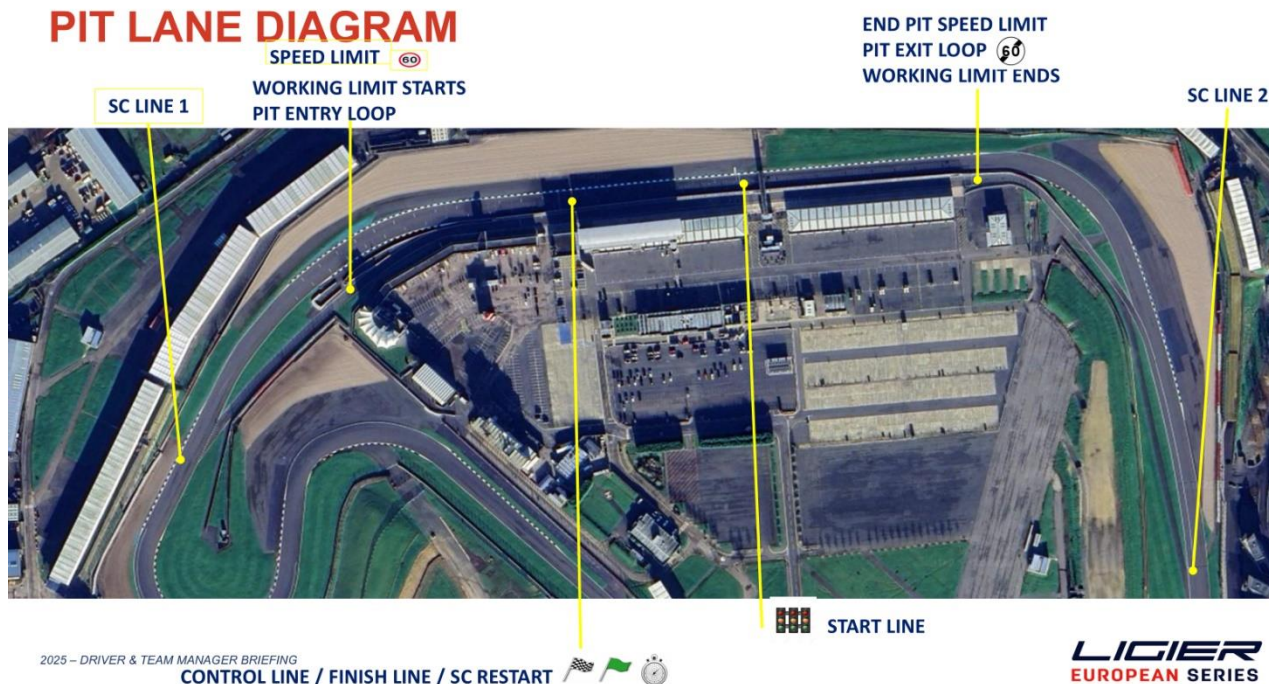 PIT LANE DIAGRAM
SPEED LIMIT 60
WORKING LIMIT STARTS
PIT ENTRY LOOP
SC LINE 1
END PIT SPEED LIMIT
PIT EXIT LOOP 60
WORKING LIMIT ENDS
SC LINE 2
START LINE
2025 – DRIVER & TEAM MANAGER BRIEFING
CONTROL LINE / FINISH LINE / SC RESTART
LIGIER
EUROPEAN SERIES